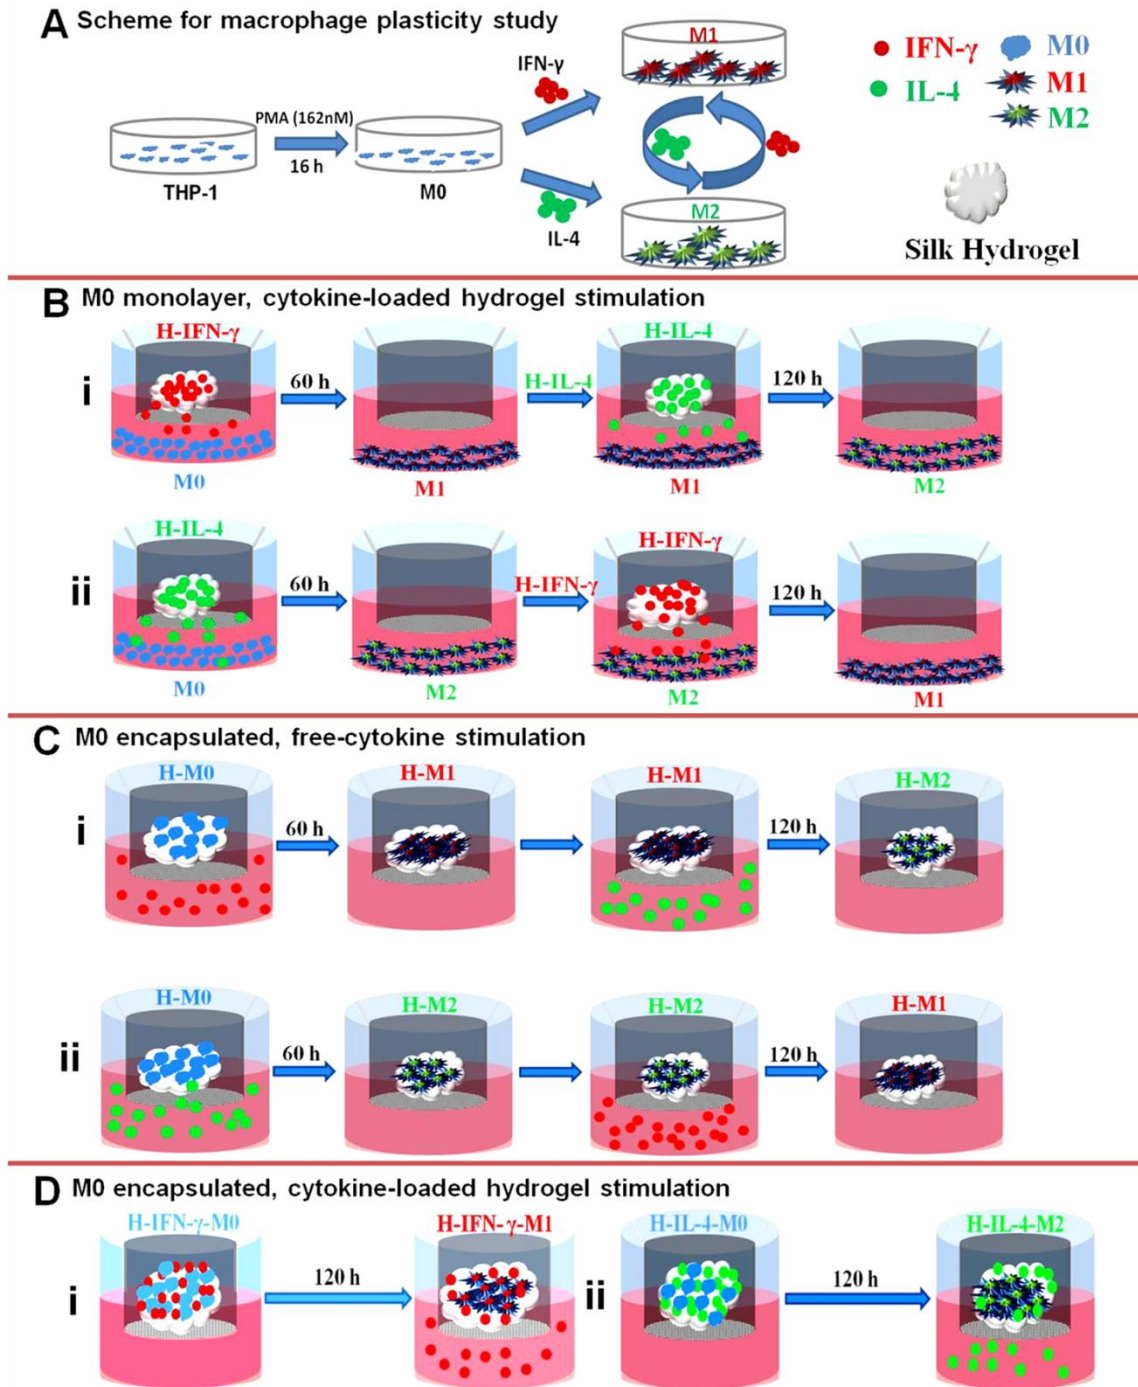 A Scheme for macrophage plasticity study
PMA (162nM)
16 h
THP-1
M0
IFN-γ
IL-4
M1
M2
IFN-γ
IL-4
M0
M1
M2
Silk Hydrogel
B M0 monolayer, cytokine-loaded hydrogel stimulation
i
H-IFN-γ
60 h
H-IL-4
H-IL-4
120 h
M0
M1
M1
M2
ii
H-IL-4
60 h
H-IFN-γ
H-IFN-γ
120 h
M0
M2
M2
M1
C M0 encapsulated, free-cytokine stimulation
i
H-M0
60 h
H-M1
H-M1
120 h
H-M2
ii
H-M0
60 h
H-M2
H-M2
120 h
H-M1
D M0 encapsulated, cytokine-loaded hydrogel stimulation
i
H-IFN-γ-M0
120 h
H-IFN-γ-M1
ii
H-IL-4-M0
120 h
H-IL-4-M2